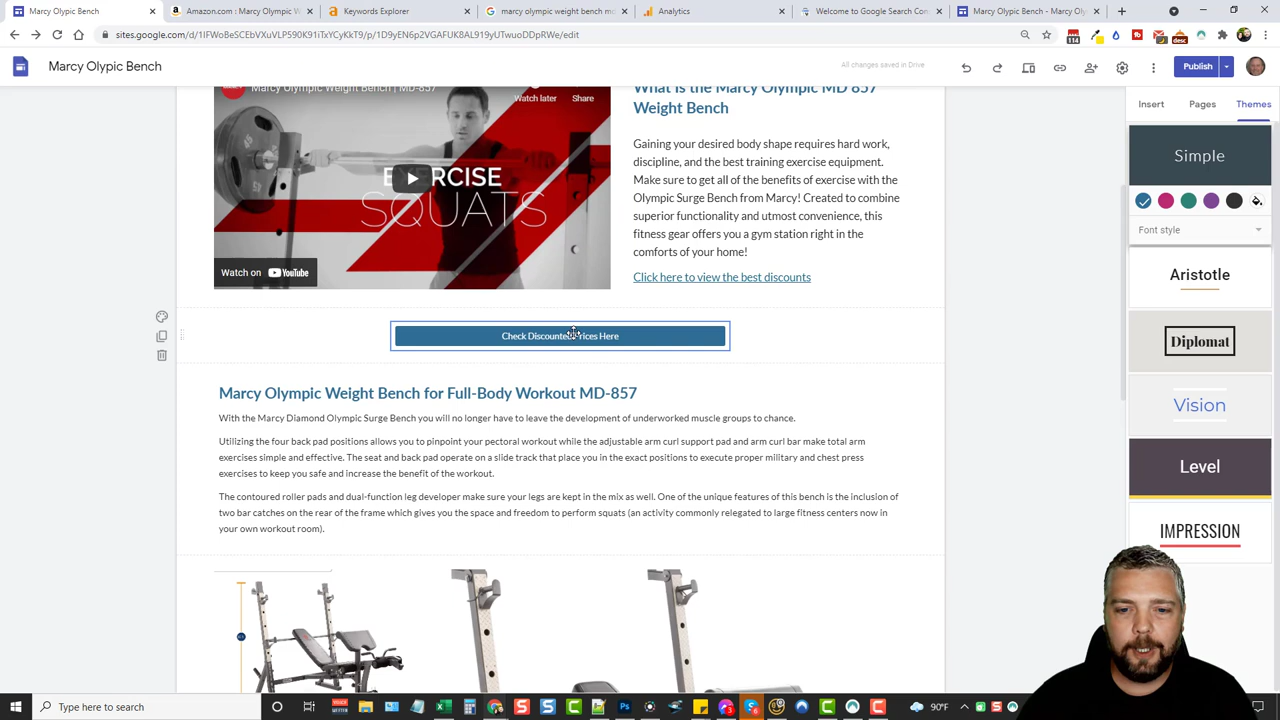 Marcy Olympic Bench
Campaigns - Amazon W
Keywords Explorer
marcy olympic weight bench md
Analytics
Welcome to Google Search Con
Marcy Olympic Bench - Marcy O
sites.google.com/d/1IF1WoBeSCEbVXuVLP590K91iTxYCyKkT9/p/1D9yEN6p2VGAFUK8AL919yUTwuoDDpRWe/edit
114
desc
Marcy Olypic Bench
All changes saved in Drive
Publish
Marcy Olympic Weight Bench | MD-857
Watch later
Share
EXERCISE
SQUATS
Watch on YouTube
What is the Marcy Olympic MD 857
Weight Bench
Gaining your desired body shape requires hard work,
discipline, and the best training exercise equipment.
Make sure to get all of the benefits of exercise with the
Olympic Surge Bench from Marcy! Created to combine
superior functionality and utmost convenience, this
fitness gear offers you a gym station right in the
comforts of your home!
Click here to view the best discounts
Check Discounted Prices Here
Marcy Olympic Weight Bench for Full-Body Workout MD-857
With the Marcy Diamond Olympic Surge Bench you will no longer have to leave the development of underworked muscle groups to chance.
Utilizing the four back pad positions allows you to pinpoint your pectoral workout while the adjustable arm curl support pad and arm curl bar make total arm
exercises simple and effective. The seat and back pad operate on a slide track that place you in the exact positions to execute proper military and chest press
exercises to keep you safe and increase the benefit of the workout.
The contoured roller pads and dual-function leg developer make sure your legs are kept in the mix as well. One of the unique features of this bench is the inclusion of
two bar catches on the rear of the frame which gives you the space and freedom to perform squats (an activity commonly relegated to large fitness centers now in
your own workout room).
Insert
Pages
Themes
Simple
Font style
Aristotle
Diplomat
Vision
Level
IMPRESSION
Type here to search
90°F